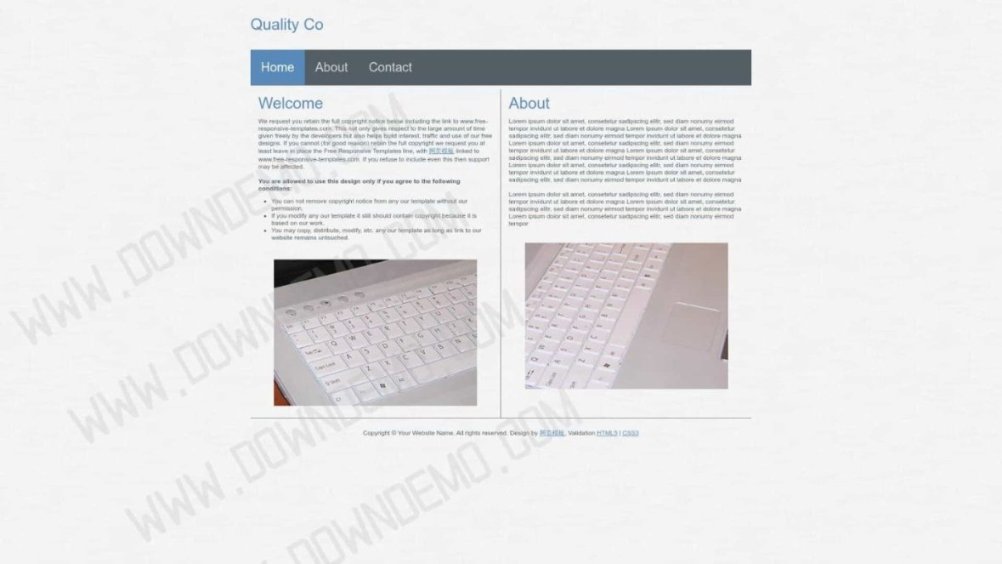 Quality Co
Home About Contact
Welcome
We request you retain the full copyright notice below including the link to www.free-
responsive-templates.com. This not only gives respect to the large amount of time
given freely by the developers but also helps build interest, traffic and use of our free
designs. If you cannot (for good reason) retain the full copyright we request you at
least leave in place the Free Responsive Templates line, with 网页模板 linked to
www.free-responsive-templates.com. If you refuse to include even this then support
may be affected.
You are allowed to use this design only if you agree to the following
conditions:
You can not remove copyright notice from any our template without our
permission.
If you modify any our template it still should contain copyright because it is
based on our work.
You may copy, distribute, modify, etc. any our template as long as link to our
website remains untouched.
About
Lorem ipsum dolor sit amet, consetetur sadipscing elitr, sed diam nonumy eirmod
tempor invidunt ut labore et dolore magna Lorem ipsum dolor sit amet, consetetur
sadipscing elitr, sed diam nonumy eirmod tempor invidunt ut labore et dolore magna
Lorem ipsum dolor sit amet, consetetur sadipscing elitr, sed diam nonumy eirmod
tempor invidunt ut labore et dolore magna Lorem ipsum dolor sit amet, consetetur
sadipscing elitr, sed diam nonumy eirmod tempor invidunt ut labore et dolore magna
Lorem ipsum dolor sit amet, consetetur sadipscing elitr, sed diam nonumy eirmod
tempor invidunt ut labore et dolore magna Lorem ipsum dolor sit amet, consetetur
sadipscing elitr, sed diam nonumy eirmod tempor invidunt ut labore et dolore magna
Lorem ipsum dolor sit amet, consetetur sadipscing elitr, sed diam nonumy eirmod
tempor invidunt ut labore et dolore magna Lorem ipsum dolor sit amet, consetetur
sadipscing elitr, sed diam nonumy eirmod tempor invidunt ut labore et dolore magna
Lorem ipsum dolor sit amet, consetetur sadipscing elitr, sed diam nonumy eirmod
tempor
Copyright © Your Website Name. All rights reserved. Design by 网页模板. Validation HTML5 | CSS3
WWW.DOWNDEMO.COM
WWW.DOWNDEMO.COM
WWW.DOWNDEMO.COM
WWW.DOWNDEMO.COM